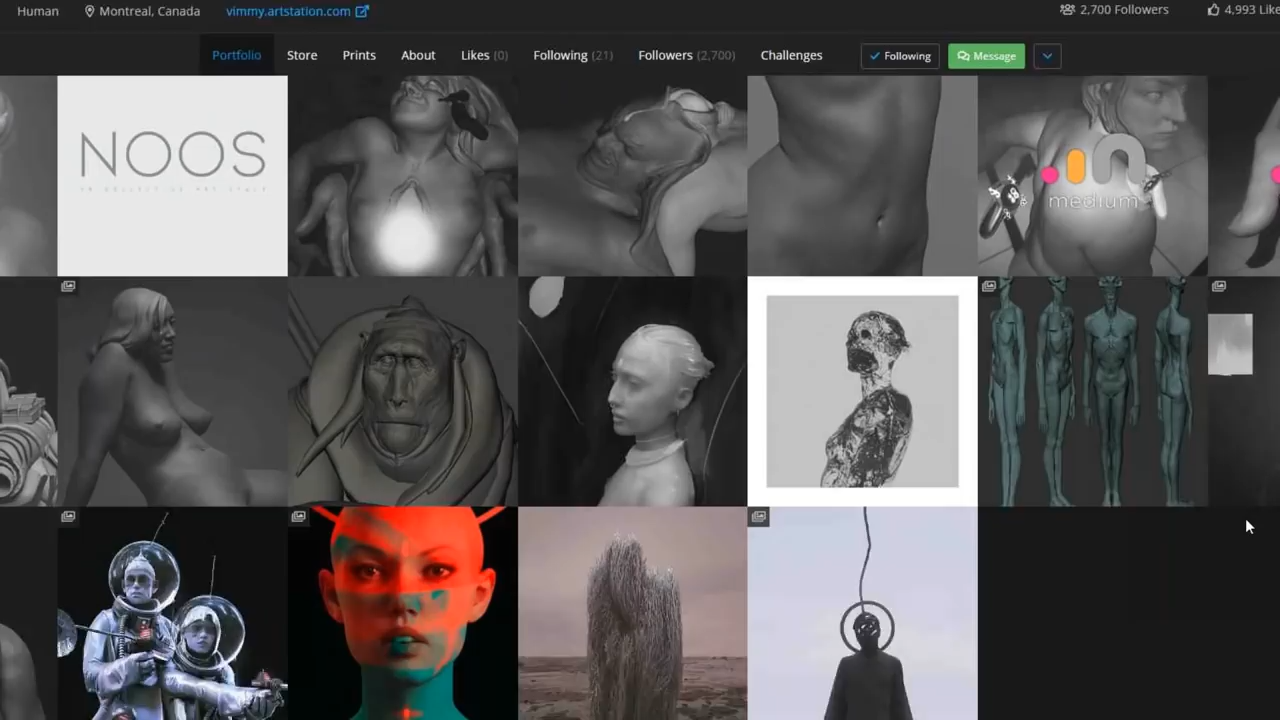 Human
Montreal, Canada
vimmy.artstation.com
2,700 Followers
4,993 Like
Portfolio
Store
Prints
About
Likes (0)
Following (21)
Followers (2,700)
Challenges
Following
Message
NOOS
medium